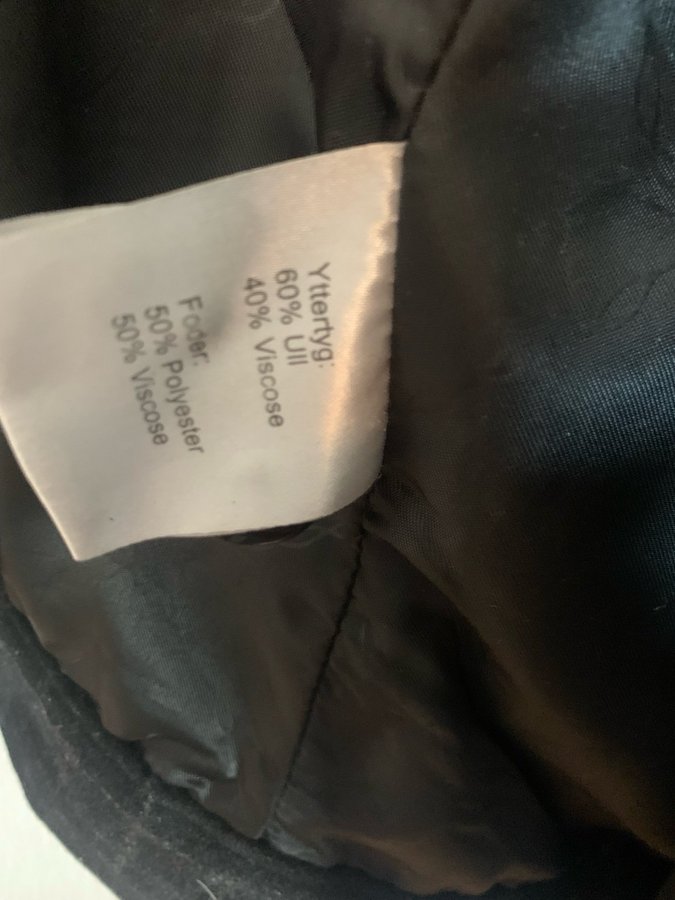 Yttertyg:
60% Ull
40% Viscose
Foder:
50% Polyester
50% Viscose